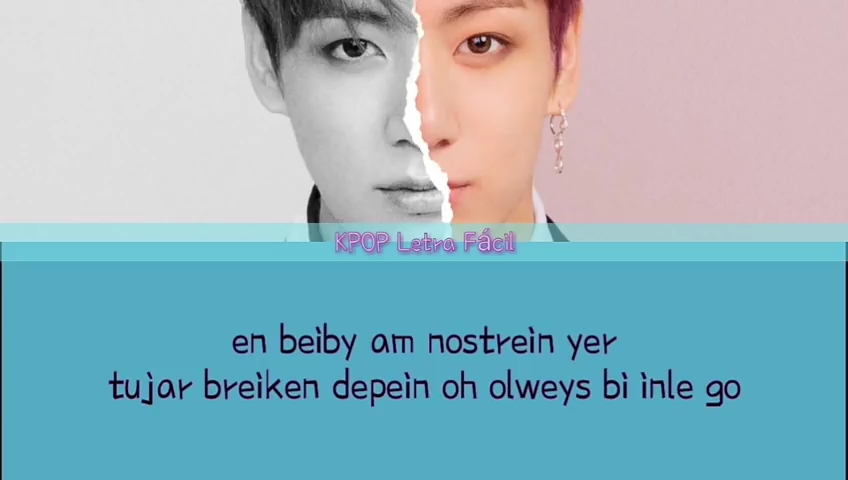 KPOP Letra Fácil
en beiby am nostrein yer
tujar breiken depein oh olweys bi inle go